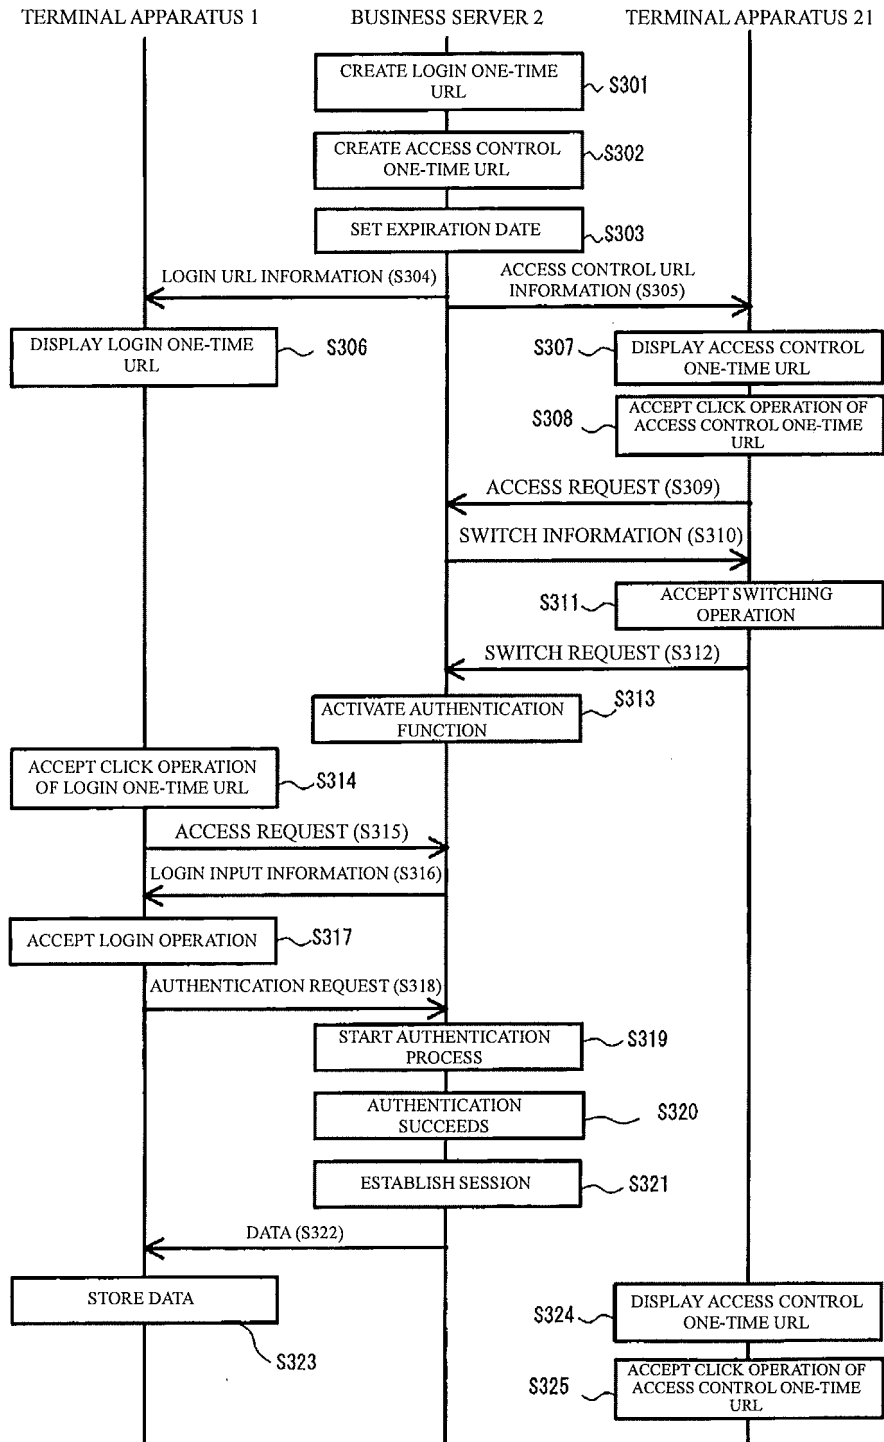 TERMINAL APPARATUS 1
BUSINESS SERVER 2
TERMINAL APPARATUS 21
CREATE LOGIN ONE-TIME
URL
S301
CREATE ACCESS CONTROL
ONE-TIME URL
S302
SET EXPIRATION DATE
S303
LOGIN URL INFORMATION (S304)
ACCESS CONTROL URL
INFORMATION (S305)
DISPLAY LOGIN ONE-TIME
URL
S306
S307
DISPLAY ACCESS CONTROL
ONE-TIME URL
S308
ACCEPT CLICK OPERATION OF
ACCESS CONTROL ONE-TIME
URL
ACCESS REQUEST (S309)
SWITCH INFORMATION (S310)
S311
ACCEPT SWITCHING
OPERATION
SWITCH REQUEST (S312)
ACTIVATE AUTHENTICATION
FUNCTION
S313
ACCEPT CLICK OPERATION
OF LOGIN ONE-TIME URL
S314
ACCESS REQUEST (S315)
LOGIN INPUT INFORMATION (S316)
ACCEPT LOGIN OPERATION
S317
AUTHENTICATION REQUEST (S318)
START AUTHENTICATION
PROCESS
S319
AUTHENTICATION
SUCCEEDS
S320
ESTABLISH SESSION
S321
DATA (S322)
STORE DATA
S323
S324
DISPLAY ACCESS CONTROL
ONE-TIME URL
S325
ACCEPT CLICK OPERATION OF
ACCESS CONTROL ONE-TIME
URL